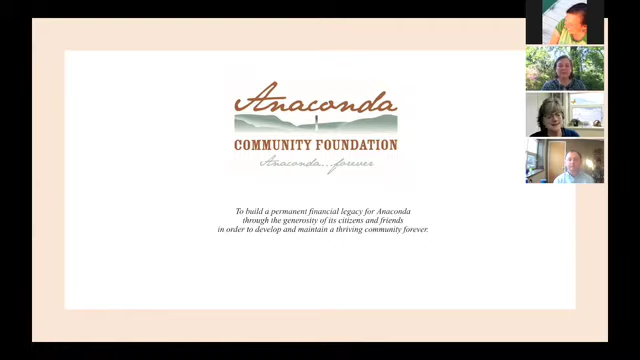 Anaconda
COMMUNITY FOUNDATION
Anaconda...forever
To build a permanent financial legacy for Anaconda
through the generosity of its citizens and friends
in order to develop and maintain a thriving community forever.